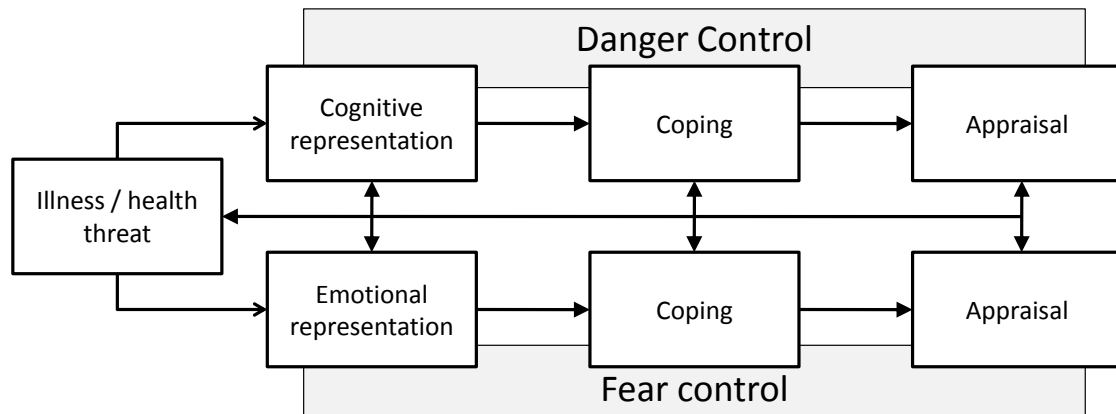 Danger Control
Cognitive
representation
Coping
Appraisal
Illness / health
threat
Emotional
representation
Coping
Appraisal
Fear control